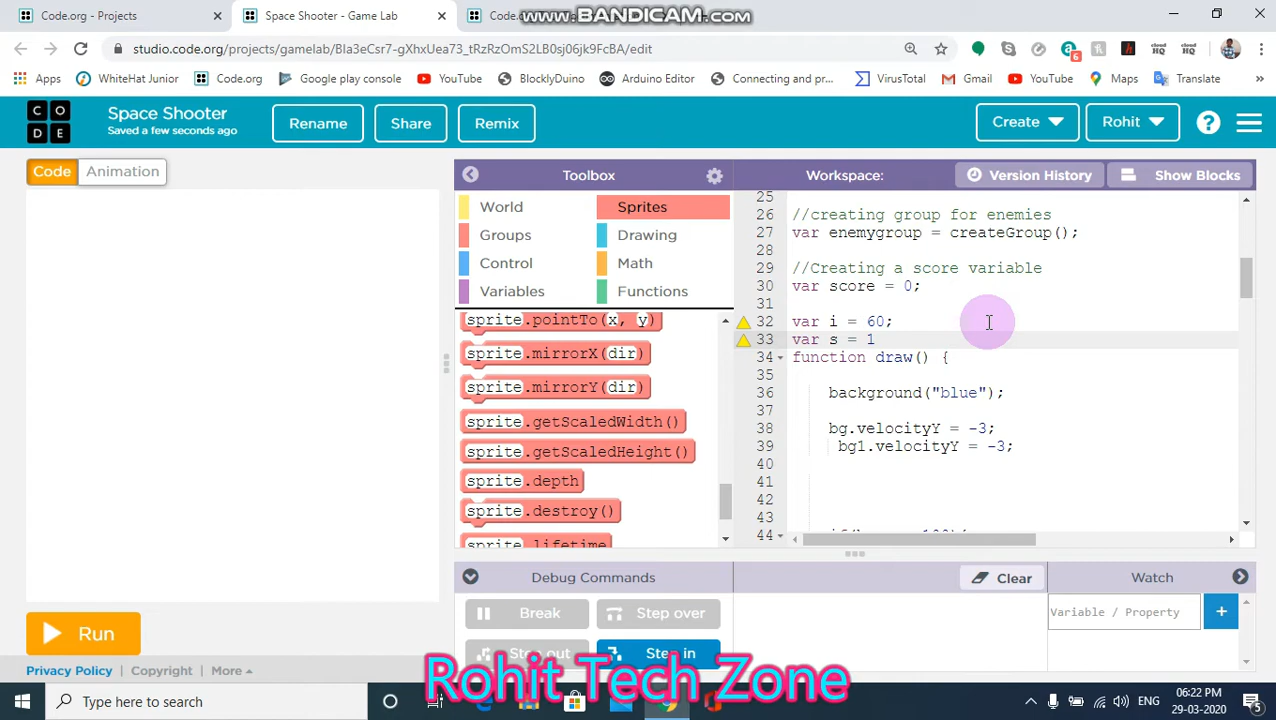 Code.org - Projects
Space Shooter - Game Lab
Code.
www.BANDICAM.com
studio.code.org/projects/gamelab/Bla3eCsr7-gXhxUea73_tRzRzOmS2LB0sj06jk9FcBA/edit
Apps
WhiteHat Junior
Code.org
Google play console
YouTube
BlocklyDuino
Arduino Editor
Connecting and pr...
VirusTotal
Gmail
YouTube
Maps
Translate
CODE
Space Shooter
Saved a few seconds ago
Rename
Share
Remix
Create
Rohit
Code
Animation
Toolbox
Workspace:
Version History
Show Blocks
World
Sprites
Groups
Drawing
Control
Math
Variables
Functions
sprite.pointTo(x, y)
sprite.mirrorX(dir)
sprite.mirrorY(dir)
sprite.getScaledWidth()
sprite.getScaledHeight()
sprite.depth
sprite.destroy()
sprite.lifetime
25
26 //creating group for enemies
27 var enemygroup = createGroup();
28
29 //Creating a score variable
30 var score = 0;
31
32 var i = 60;
33 var s = 1
34 function draw() {
35
36 background("blue");
37
38 bg.velocityY = -3;
39 bg1.velocityY = -3;
40
41
42
43
44
Debug Commands
Clear
Watch
Break
Step over
Step out
Step in
Variable / Property
Run
Privacy Policy
Copyright
More
Rohit Tech Zone
Type here to search
ENG
06:22 PM
29-03-2020